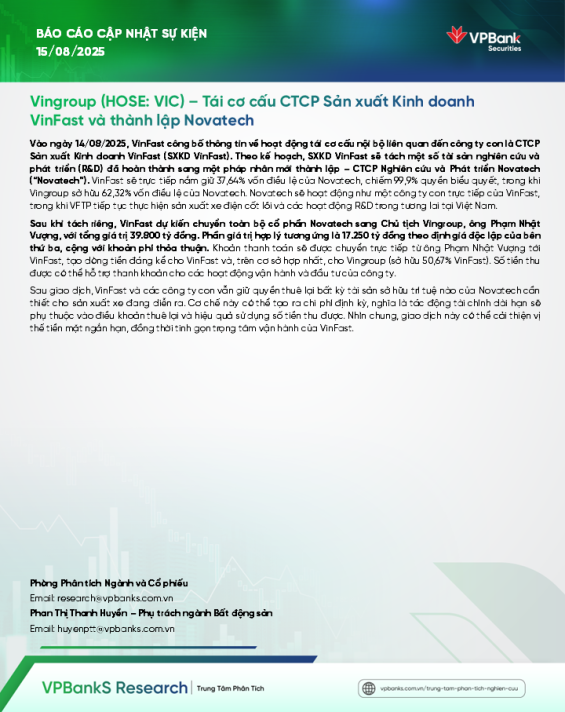 BÁO CÁO CẬP NHẬT SỰ KIỆN
15/08/2025
VPBank
Securities
Vingroup (HOSE: VIC) – Tái cơ cấu CTCP Sản xuất Kinh doanh
VinFast và thành lập Novatech
Vào ngày 14/08/2025, VinFast công bố thông tin về hoạt động tái cơ cấu nội bộ liên quan đến công ty con là CTCP
Sản xuất Kinh doanh VinFast (SXKD VinFast). Theo kế hoạch, SXKD VinFast sẽ tách một số tài sản nghiên cứu và
phát triển (R&D) đã hoàn thành sang một pháp nhân mới thành lập – CTCP Nghiên cứu và Phát triển Novatech
(“Novatech”). VinFast sẽ trực tiếp nắm giữ 37,64% vốn điều lệ của Novatech, chiếm 99,9% quyền biểu quyết, trong khi
Vingroup sở hữu 62,32% vốn điều lệ của Novatech. Novatech sẽ hoạt động như một công ty con trực tiếp của VinFast,
trong khi VFTP tiếp tục thực hiện sản xuất xe điện cốt lõi và các hoạt động R&D trong tương lai tại Việt Nam.
Sau khi tách riêng, VinFast dự kiến chuyển toàn bộ cổ phần Novatech sang Chủ tịch Vingroup, ông Phạm Nhật
Vượng, với tổng giá trị 39.800 tỷ đồng. Phần giá trị hợp lý tương ứng là 17.250 tỷ đồng theo định giá độc lập của bên
thứ ba, cộng với khoản phí thỏa thuận. Khoản thanh toán sẽ được chuyển trực tiếp từ ông Phạm Nhật Vượng tới
VinFast, tạo dòng tiền đáng kể cho VinFast và, trên cơ sở hợp nhất, cho Vingroup (sở hữu 50,67% VinFast). Số tiền thu
được có thể hỗ trợ thanh khoản cho các hoạt động vận hành và đầu tư của công ty.
Sau giao dịch, VinFast và các công ty con vẫn giữ quyền thuê lại bất kỳ tài sản sở hữu trí tuệ nào của Novatech cần
thiết cho sản xuất xe đang diễn ra. Cơ chế này có thể tạo ra chi phí định kỳ, nghĩa là tác động tài chính dài hạn sẽ
phụ thuộc vào điều khoản thuê lại và hiệu quả sử dụng số tiền thu được. Nhìn chung, giao dịch này có thể cải thiện vị
thế tiền mặt ngắn hạn, đồng thời tinh gọn trọng tâm vận hành của VinFast.
Phòng Phân tích Ngành và Cổ phiếu
Email: research@vpbanks.com.vn
Phan Thị Thanh Huyền – Phụ trách ngành Bất động sản
Email: huyenptt@vpbanks.com.vn
VPBankS Research | Trung Tâm Phân Tích
vpbanks.com.vn/trung-tam-phan-tich-nghien-cuu